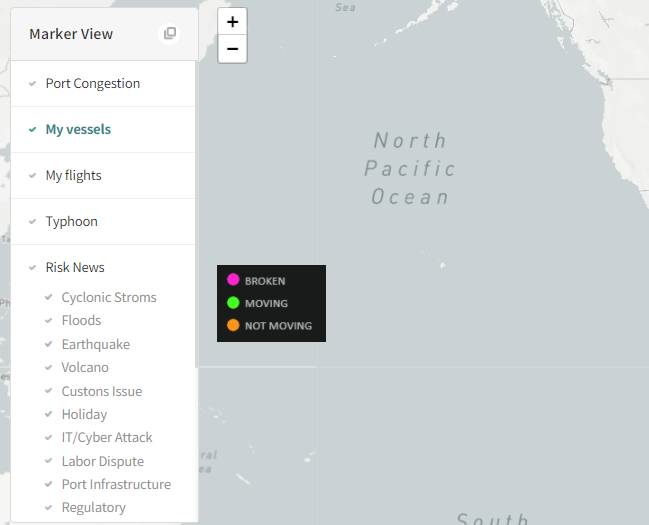 Marker View
Port Congestion
My vessels
My flights
Typhoon
Risk News
Cyclonic Stroms
Floods
Earthquake
Volcano
Custons Issue
Holiday
IT/Cyber Attack
Labor Dispute
Port Infrastructure
Regulatory
+
−
Sea
North
Pacific
Ocean
BROKEN
MOVING
NOT MOVING
South